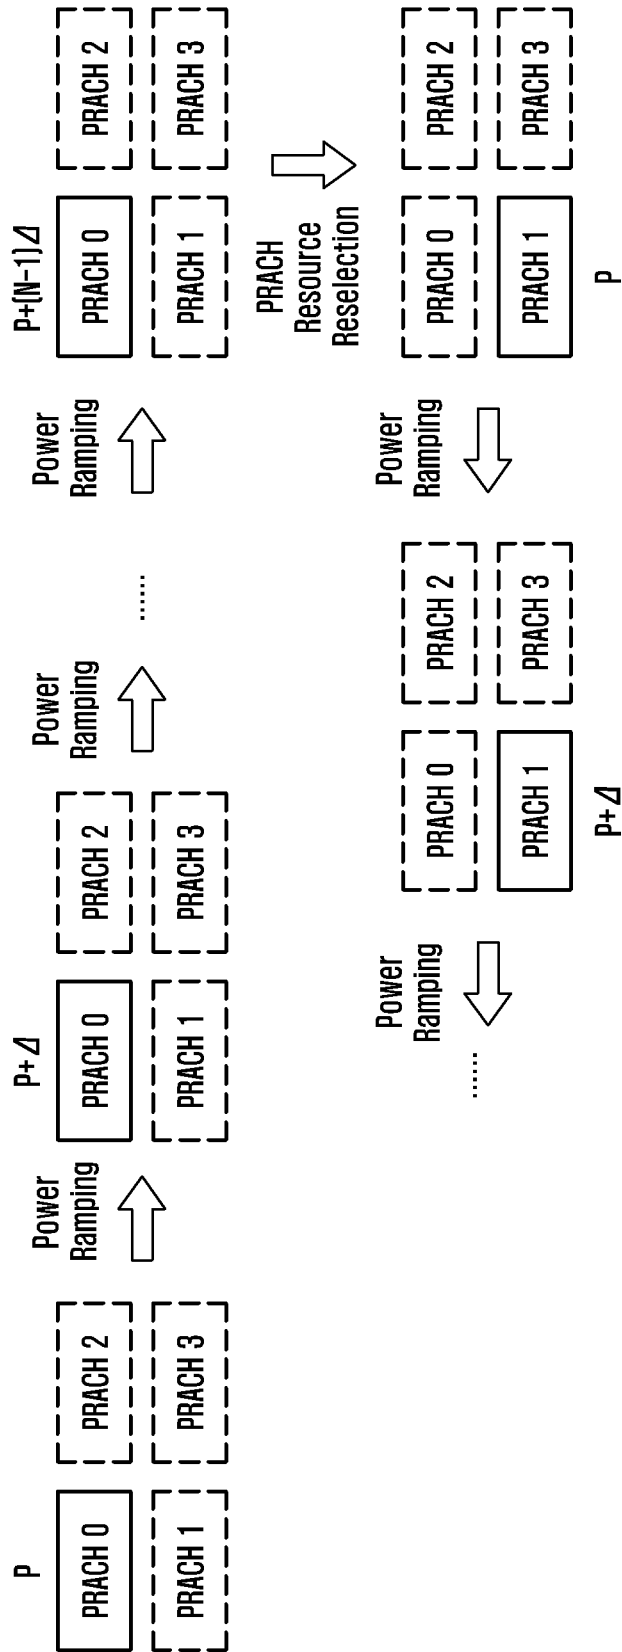 P
PRACH 0
PRACH 2
PRACH 1
PRACH 3
Power
Ramping
P+⊿
PRACH 0
PRACH 2
PRACH 1
PRACH 3
Power
Ramping
......
Power
Ramping
P+(N-1)⊿
PRACH 0
PRACH 2
PRACH 1
PRACH 3
PRACH
Resource
Reselection
PRACH 0
PRACH 2
PRACH 1
PRACH 3
P
Power
Ramping
PRACH 0
PRACH 2
PRACH 1
PRACH 3
P+⊿
Power
Ramping
......